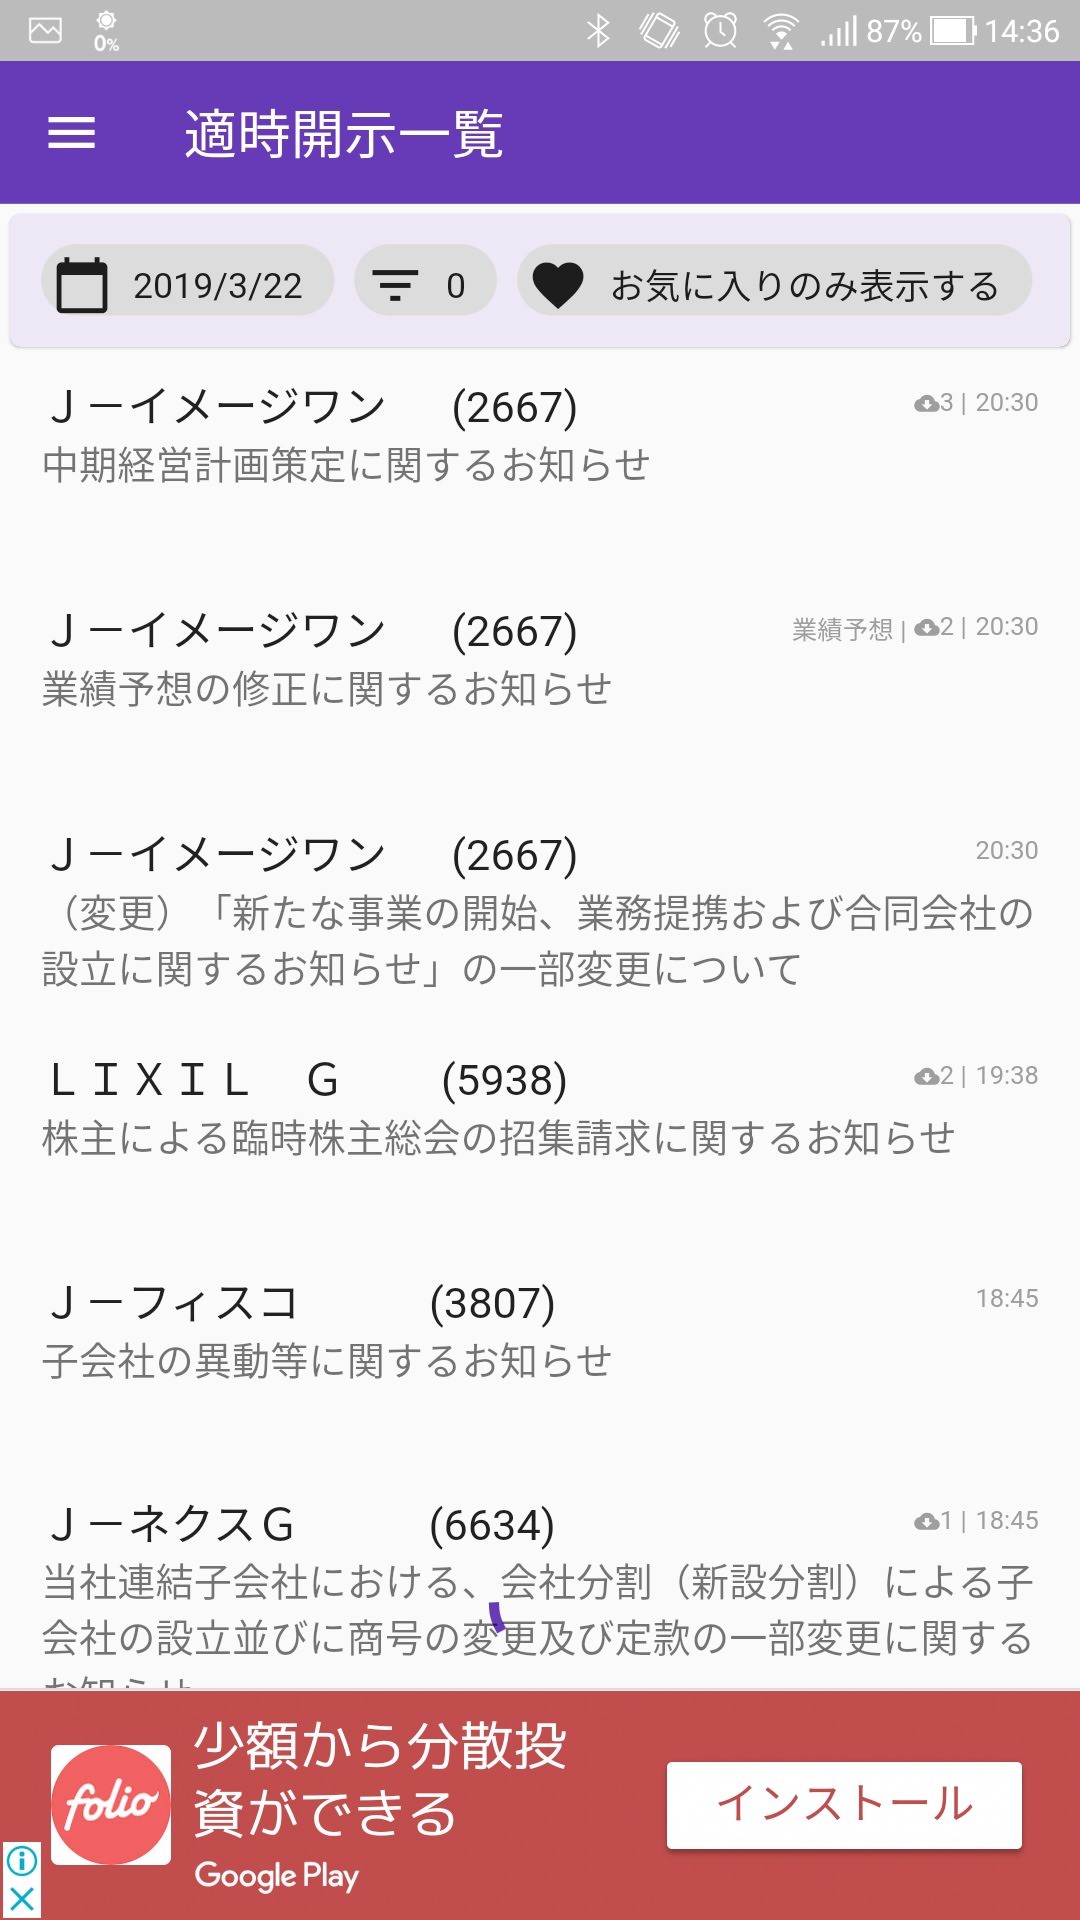 0%
87% 14:36
適時開示一覧
2019/3/22 0 お気に入りのみ表示する
J－イメージワン (2667) 3 | 20:30
中期経営計画策定に関するお知らせ
J－イメージワン (2667) 業績予想 | 2 | 20:30
業績予想の修正に関するお知らせ
J－イメージワン (2667) 20:30
（変更）「新たな事業の開始、業務提携および合同会社の
設立に関するお知らせ」の一部変更について
ＬＩＸＩＬ　Ｇ (5938) 2 | 19:38
株主による臨時株主総会の招集請求に関するお知らせ
J－フィスコ (3807) 18:45
子会社の異動等に関するお知らせ
J－ネクスＧ (6634) 1 | 18:45
当社連結子会社における、会社分割（新設分割）による子
会社の設立並びに商号の変更及び定款の一部変更に関する
お知らせ
folio
少額から分散投
資ができる
Google Play
インストール